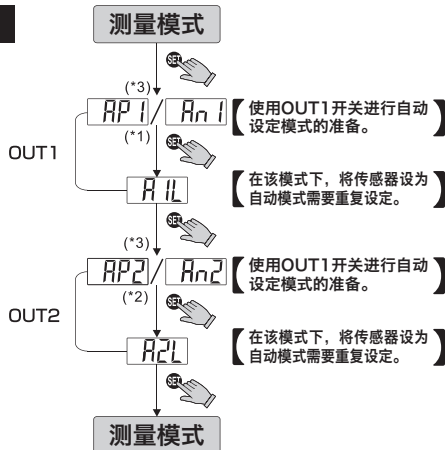 测量模式
SET
(*3)
AP1/ An1
【使用OUT1开关进行自动
设定模式的准备。】
(*1)
SET
OUT1
A1L
【在该模式下，将传感器设为
自动模式需要重复设定。】
SET
(*3)
AP2/ An2
【使用OUT1开关进行自动
设定模式的准备。】
(*2)
SET
OUT2
A2L
【在该模式下，将传感器设为
自动模式需要重复设定。】
SET
测量模式